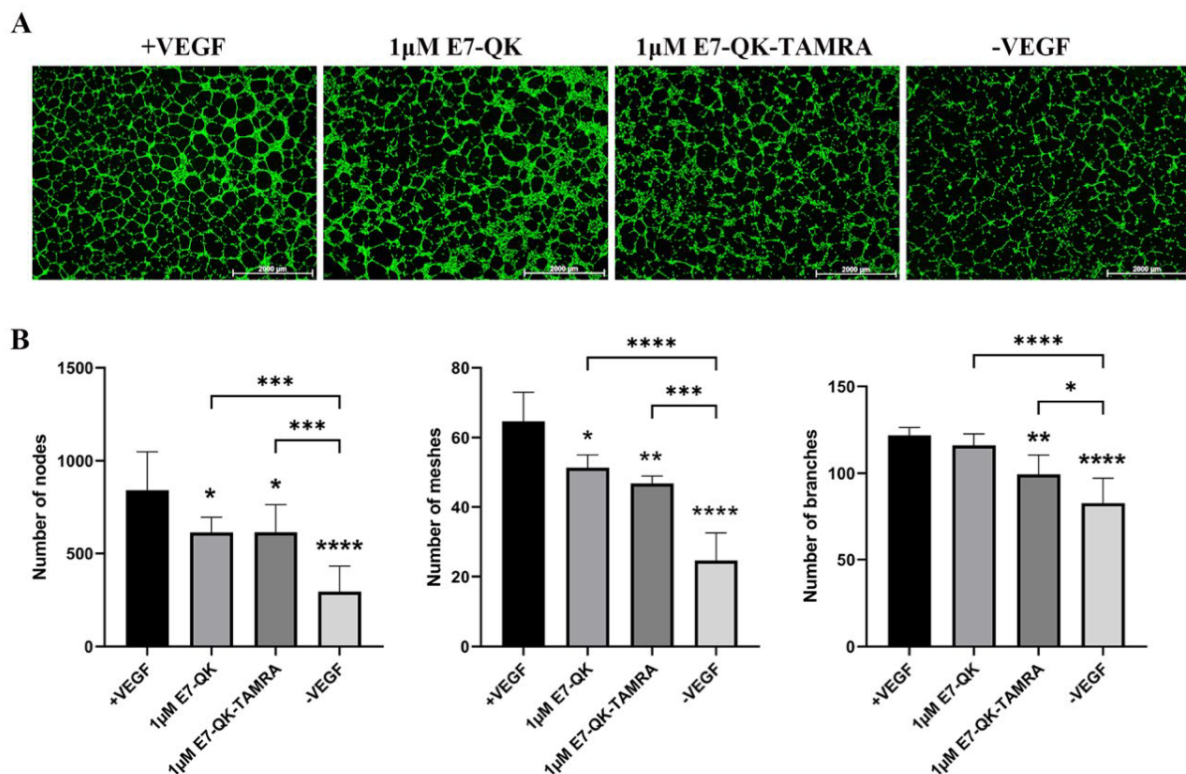 A
+VEGF 1μM E7-QK 1μM E7-QK-TAMRA -VEGF
2000 μm 2000 μm 2000 μm 2000 μm
B
Number of nodes
1500
1000
500
0
*** 
***
*
*
****
+VEGF
1μM E7-QK
1μM E7-QK-TAMRA
-VEGF
Number of meshes
80
60
40
20
0
****
***
*
**
****
+VEGF
1μM E7-QK
1μM E7-QK-TAMRA
-VEGF
Number of branches
150
100
50
0
****
*
**
****
+VEGF
1μM E7-QK
1μM E7-QK-TAMRA
-VEGF